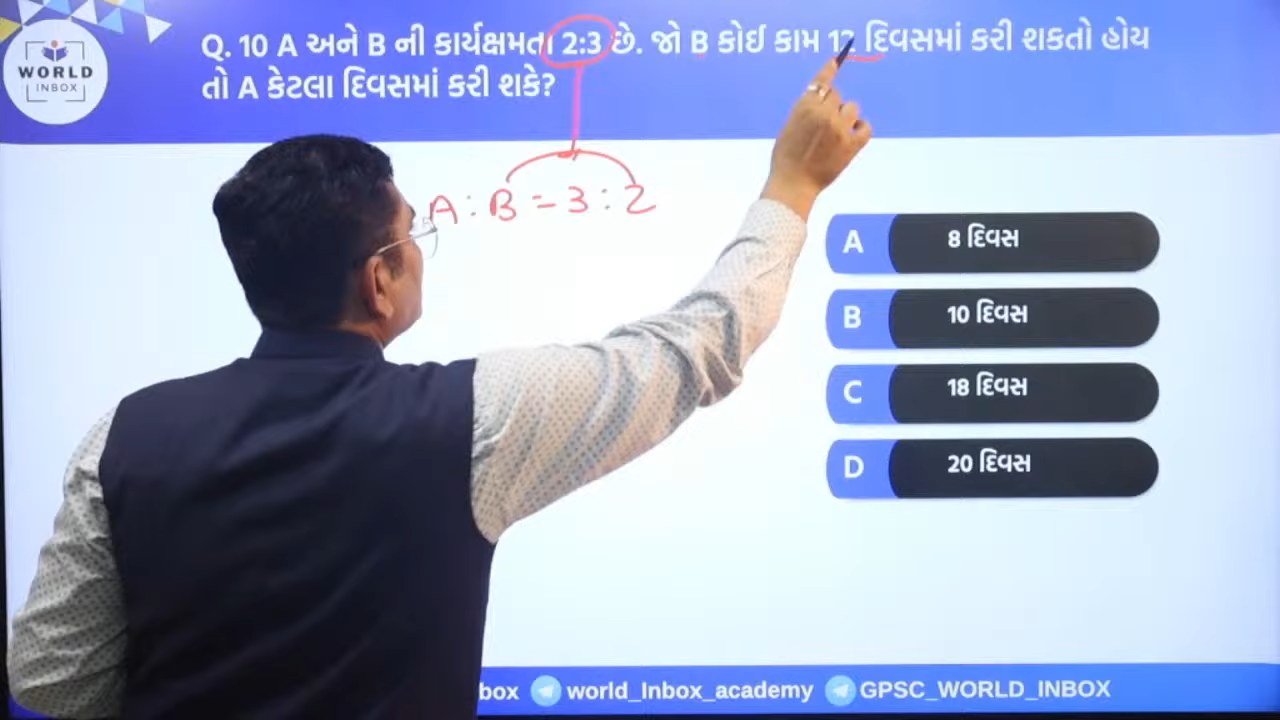 Q. 10 A અને B ની કાર્યક્ષમતા 2:3 છે. જો B કોઈ કામ 12 દિવસમાં કરી શકતો હોય
તો A કેટલા દિવસમાં કરી શકે?
WORLD
INBOX
A : B = 3 : 2
A 8 દિવસ
B 10 દિવસ
C 18 દિવસ
D 20 દિવસ
box world_Inbox_academy GPSC_WORLD_INBOX